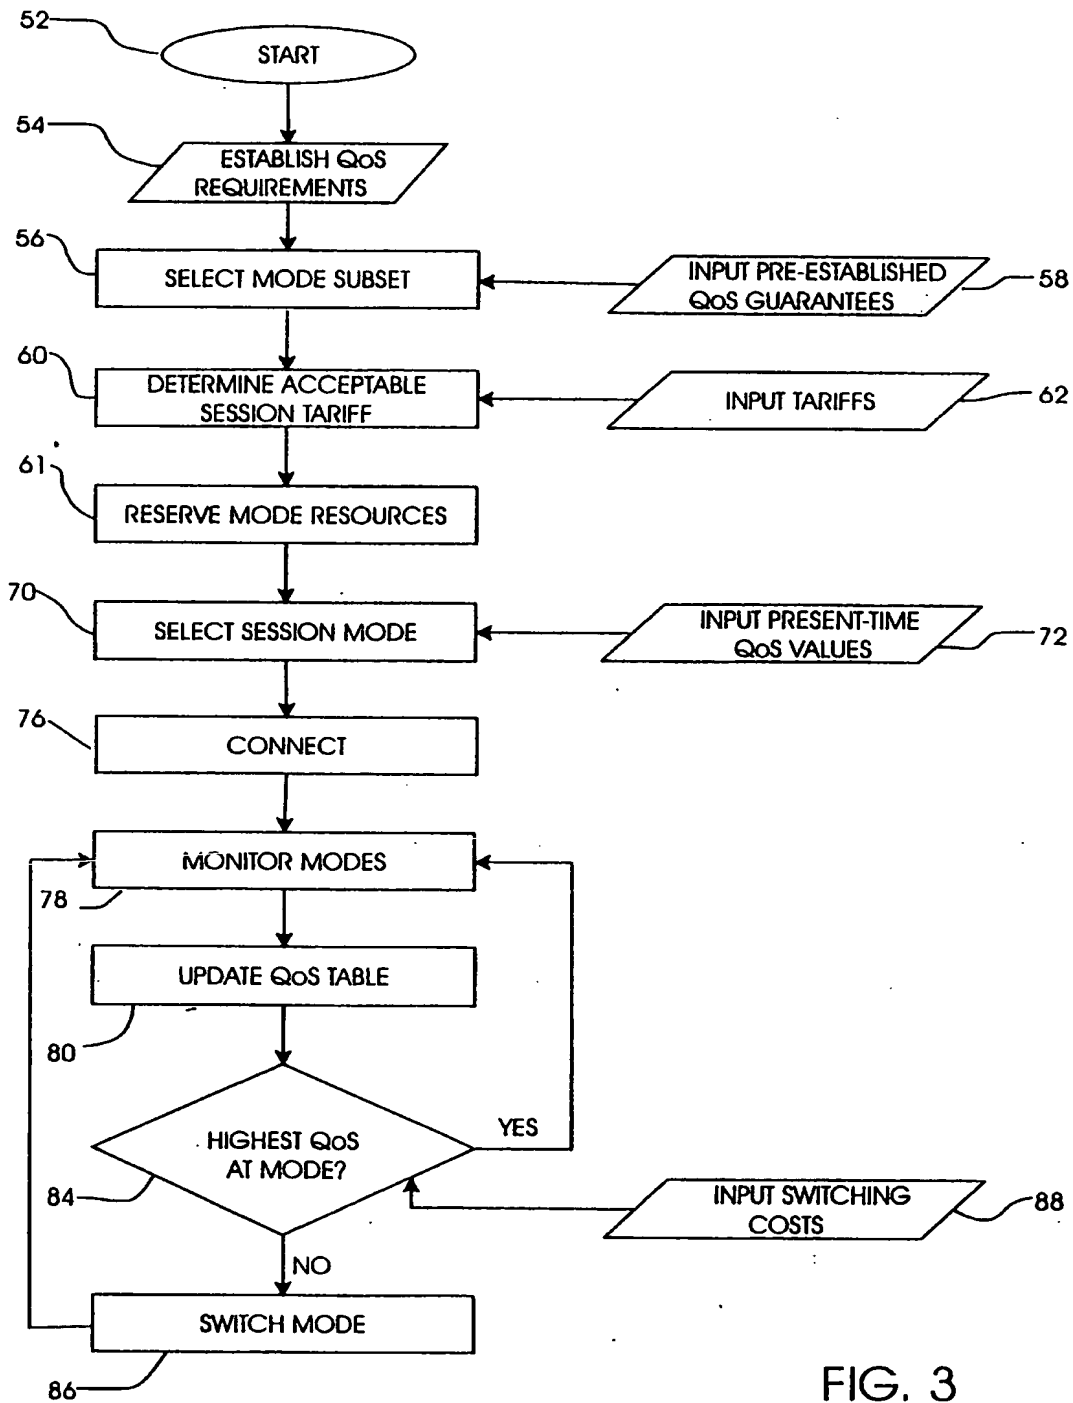 52
START
54
ESTABLISH QoS
REQUIREMENTS
56
SELECT MODE SUBSET
INPUT PRE-ESTABLISHED
QoS GUARANTEES
58
60
DETERMINE ACCEPTABLE
SESSION TARIFF
INPUT TARIFFS
62
61
RESERVE MODE RESOURCES
70
SELECT SESSION MODE
INPUT PRESENT-TIME
QoS VALUES
72
76
CONNECT
MONITOR MODES
78
UPDATE QoS TABLE
80
HIGHEST QoS
AT MODE?
YES
84
INPUT SWITCHING
COSTS
88
NO
SWITCH MODE
86
FIG. 3